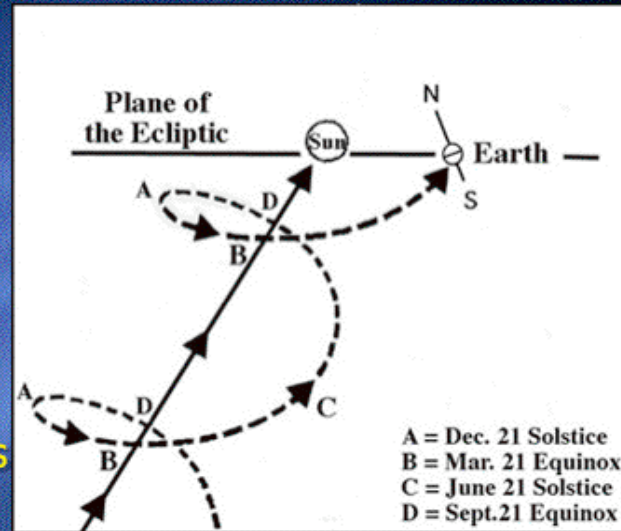 Plane of
the Ecliptic
Sun
N
Earth
S
A
D
B
C
A
D
B
S
A = Dec. 21 Solstice
B = Mar. 21 Equinox
C = June 21 Solstice
D = Sept.21 Equinox